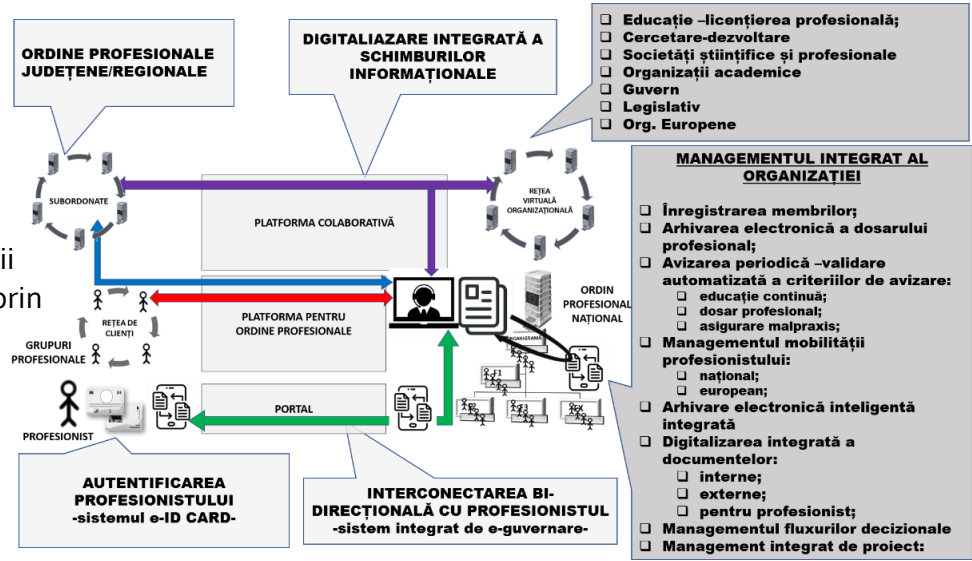 ORDINE PROFESIONALE
JUDEȚENE/REGIONALE
DIGITALIAZARE INTEGRATĂ A
SCHIMBURILOR
INFORMAȚIONALE
❑ Educație –licențierea profesională;
❑ Cercetare-dezvoltare
❑ Societăți științifice și profesionale
❑ Organizații academice
❑ Guvern
❑ Legislativ
❑ Org. Europene
SUBORDONATE
PLATFORMA COLABORATIVĂ
REȚEA
VIRTUALĂ
ORGANIZAȚIONALĂ
MANAGEMENTUL INTEGRAT AL
ORGANIZAȚIEI
❑ Înregistrarea membrilor;
❑ Arhivarea electronică a dosarului
profesional;
❑ Avizarea periodică –validare
automatizată a criteriilor de avizare:
❑ educație continuă;
❑ dosar profesional;
❑ asigurare malpraxis;
❑ Managementul mobilității
profesionistului:
❑ național;
❑ european;
❑ Arhivare electronică inteligentă
integrată
❑ Digitalizarea integrată a
documentelor:
❑ interne;
❑ externe;
❑ pentru profesionist;
❑ Managementul fluxurilor decizionale
❑ Management integrat de proiect:
ii
prin
REȚEA DE
CLIENȚI
GRUPURI
PROFESIONALE
PLATFORMA PENTRU
ORDINE PROFESIONALE
ORDIN
PROFESIONAL
NAȚIONAL
ORGANIGRAMA
F1
F2
F3
FX
PORTAL
PROFESIONIST
AUTENTIFICAREA
PROFESIONISTULUI
-sistemul e-ID CARD-
INTERCONECTAREA BI-
DIRECȚIONALĂ CU PROFESIONISTUL
-sistem integrat de e-guvernare-